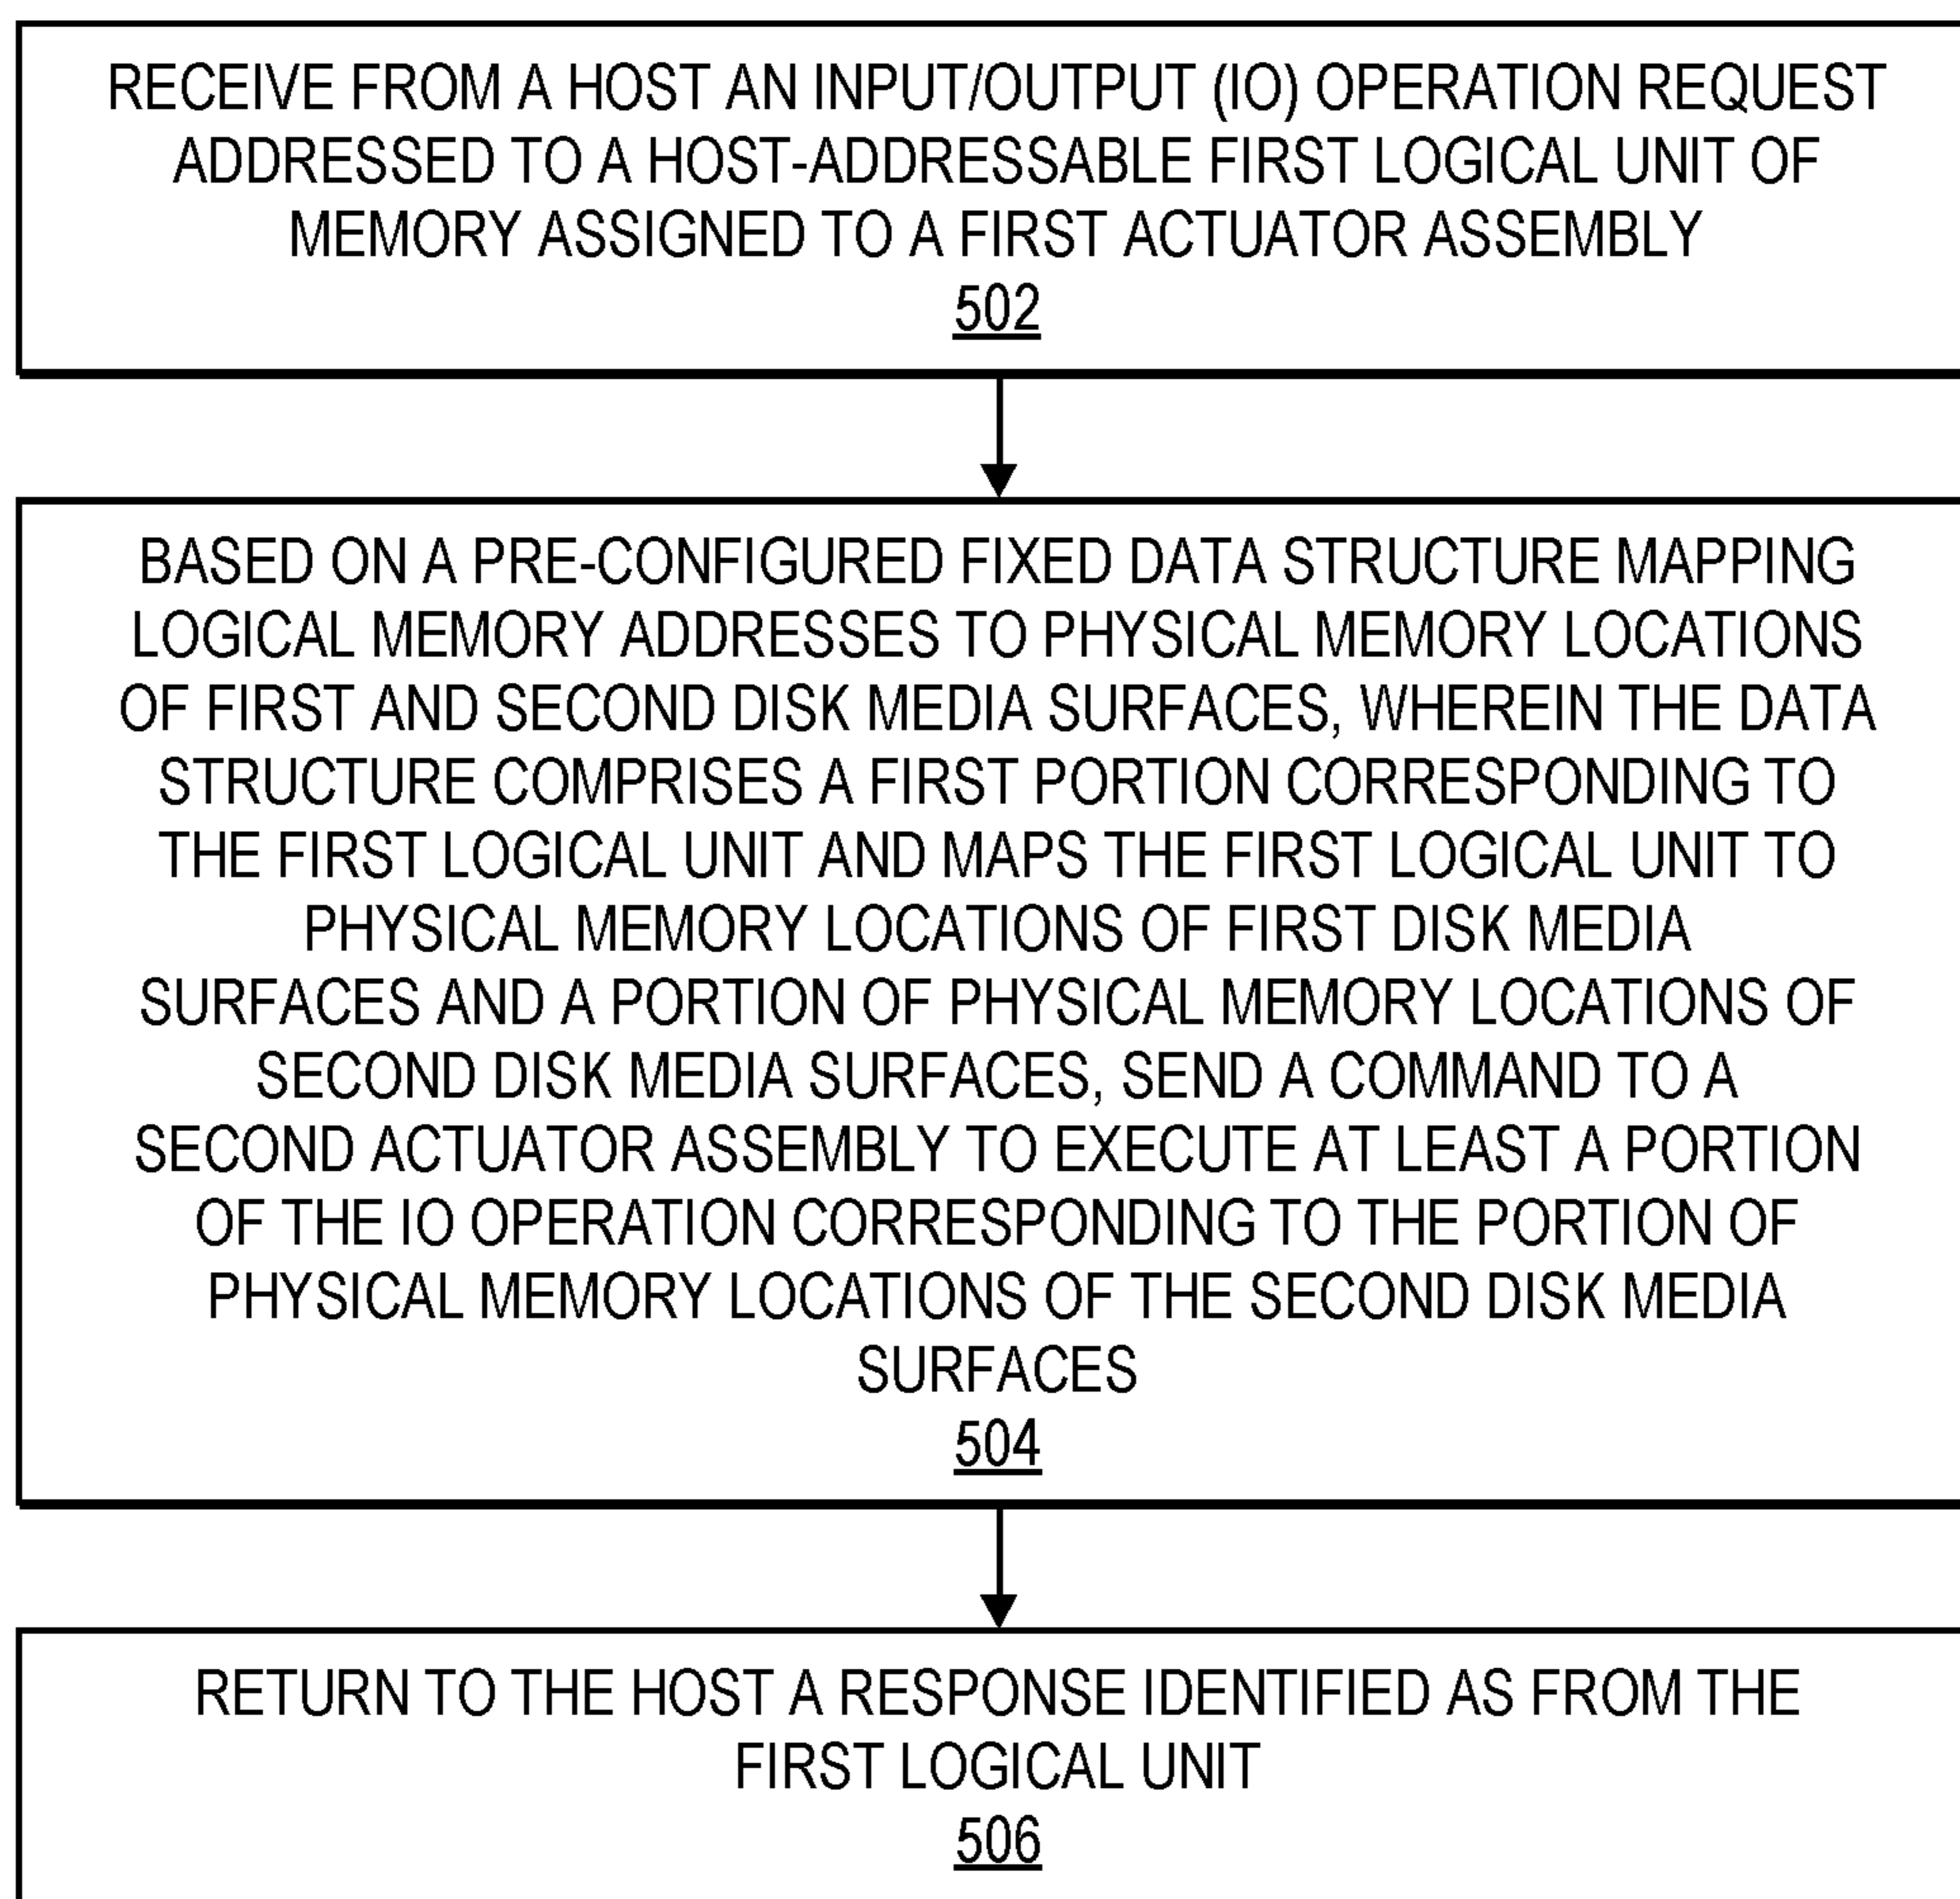 RECEIVE FROM A HOST AN INPUT/OUTPUT (IO) OPERATION REQUEST
ADDRESSED TO A HOST-ADDRESSABLE FIRST LOGICAL UNIT OF
MEMORY ASSIGNED TO A FIRST ACTUATOR ASSEMBLY
502
BASED ON A PRE-CONFIGURED FIXED DATA STRUCTURE MAPPING
LOGICAL MEMORY ADDRESSES TO PHYSICAL MEMORY LOCATIONS
OF FIRST AND SECOND DISK MEDIA SURFACES, WHEREIN THE DATA
STRUCTURE COMPRISES A FIRST PORTION CORRESPONDING TO
THE FIRST LOGICAL UNIT AND MAPS THE FIRST LOGICAL UNIT TO
PHYSICAL MEMORY LOCATIONS OF FIRST DISK MEDIA
SURFACES AND A PORTION OF PHYSICAL MEMORY LOCATIONS OF
SECOND DISK MEDIA SURFACES, SEND A COMMAND TO A
SECOND ACTUATOR ASSEMBLY TO EXECUTE AT LEAST A PORTION
OF THE IO OPERATION CORRESPONDING TO THE PORTION OF
PHYSICAL MEMORY LOCATIONS OF THE SECOND DISK MEDIA
SURFACES
504
RETURN TO THE HOST A RESPONSE IDENTIFIED AS FROM THE
FIRST LOGICAL UNIT
506